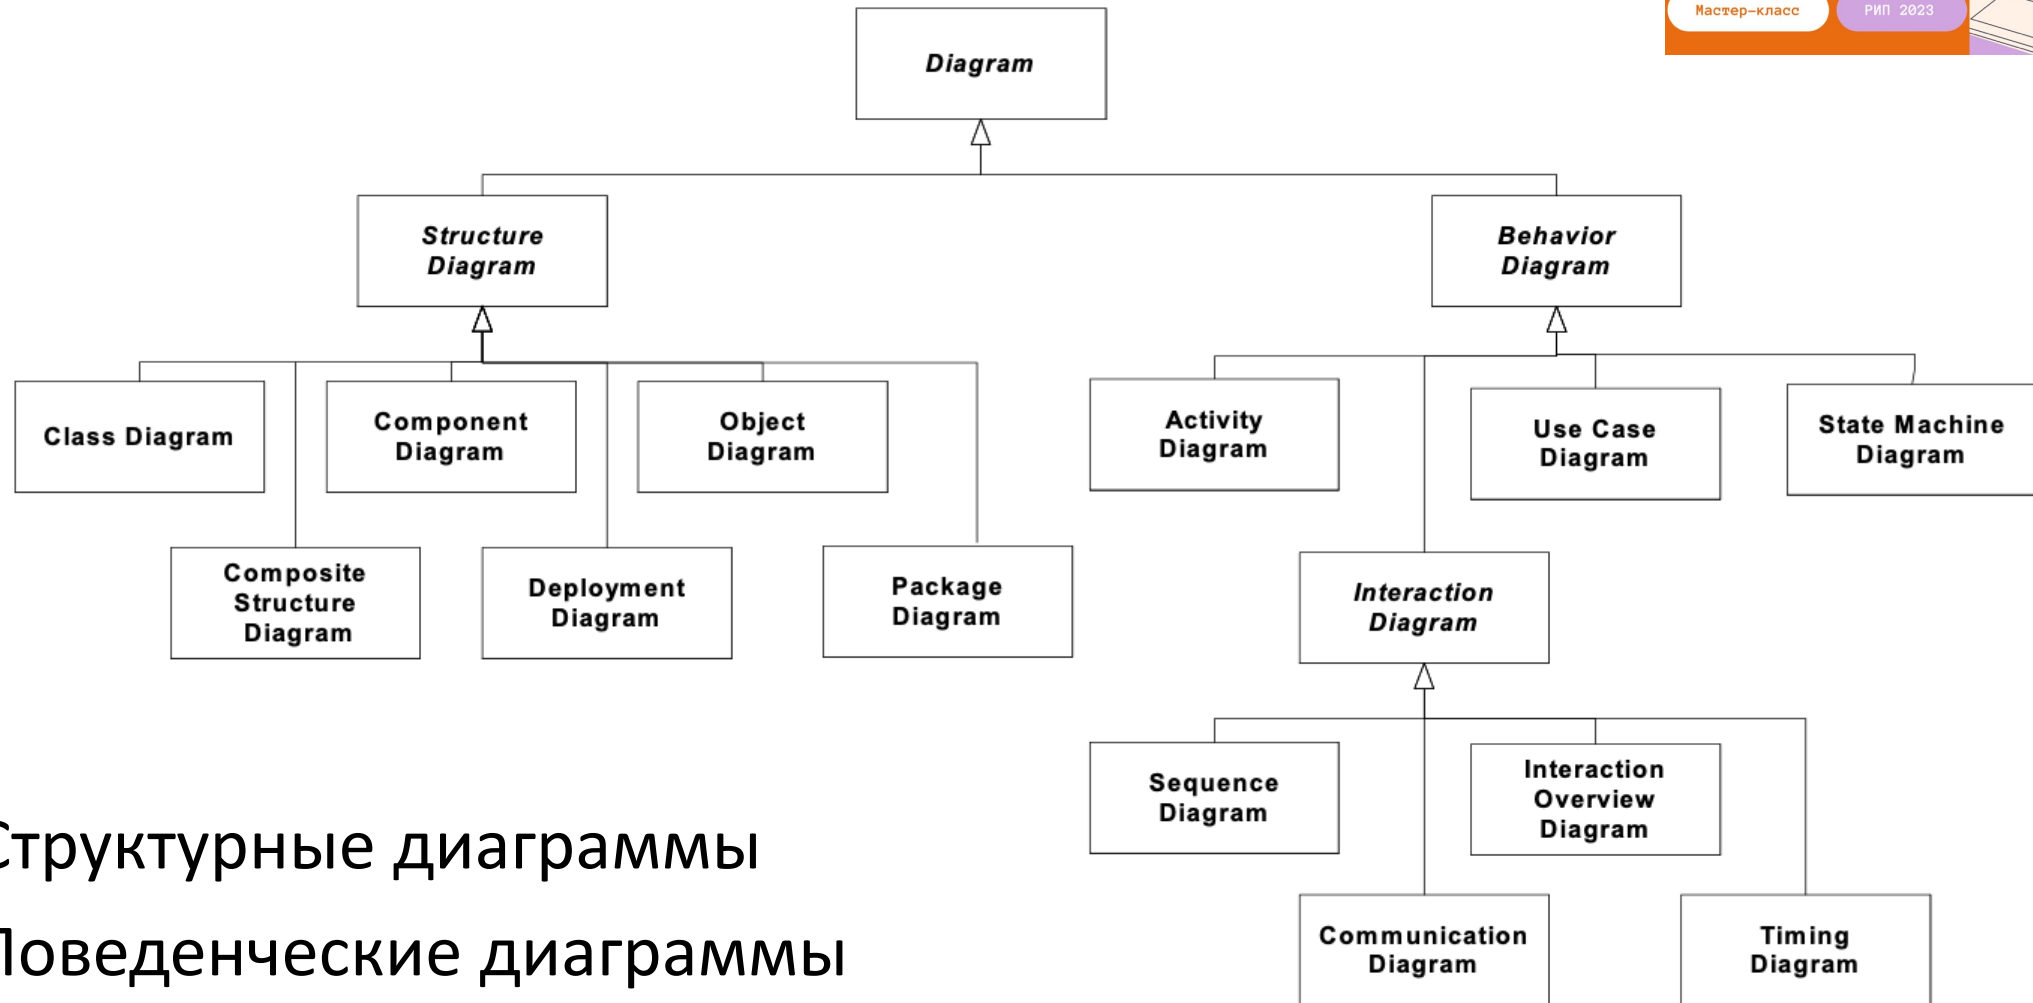 Мастер-класс
РИП 2023
Diagram
Structure
Diagram
Behavior
Diagram
Class Diagram
Component
Diagram
Object
Diagram
Activity
Diagram
Use Case
Diagram
State Machine
Diagram
Composite
Structure
Diagram
Deployment
Diagram
Package
Diagram
Interaction
Diagram
Sequence
Diagram
Interaction
Overview
Diagram
Communication
Diagram
Timing
Diagram
Структурные диаграммы
Поведенческие диаграммы